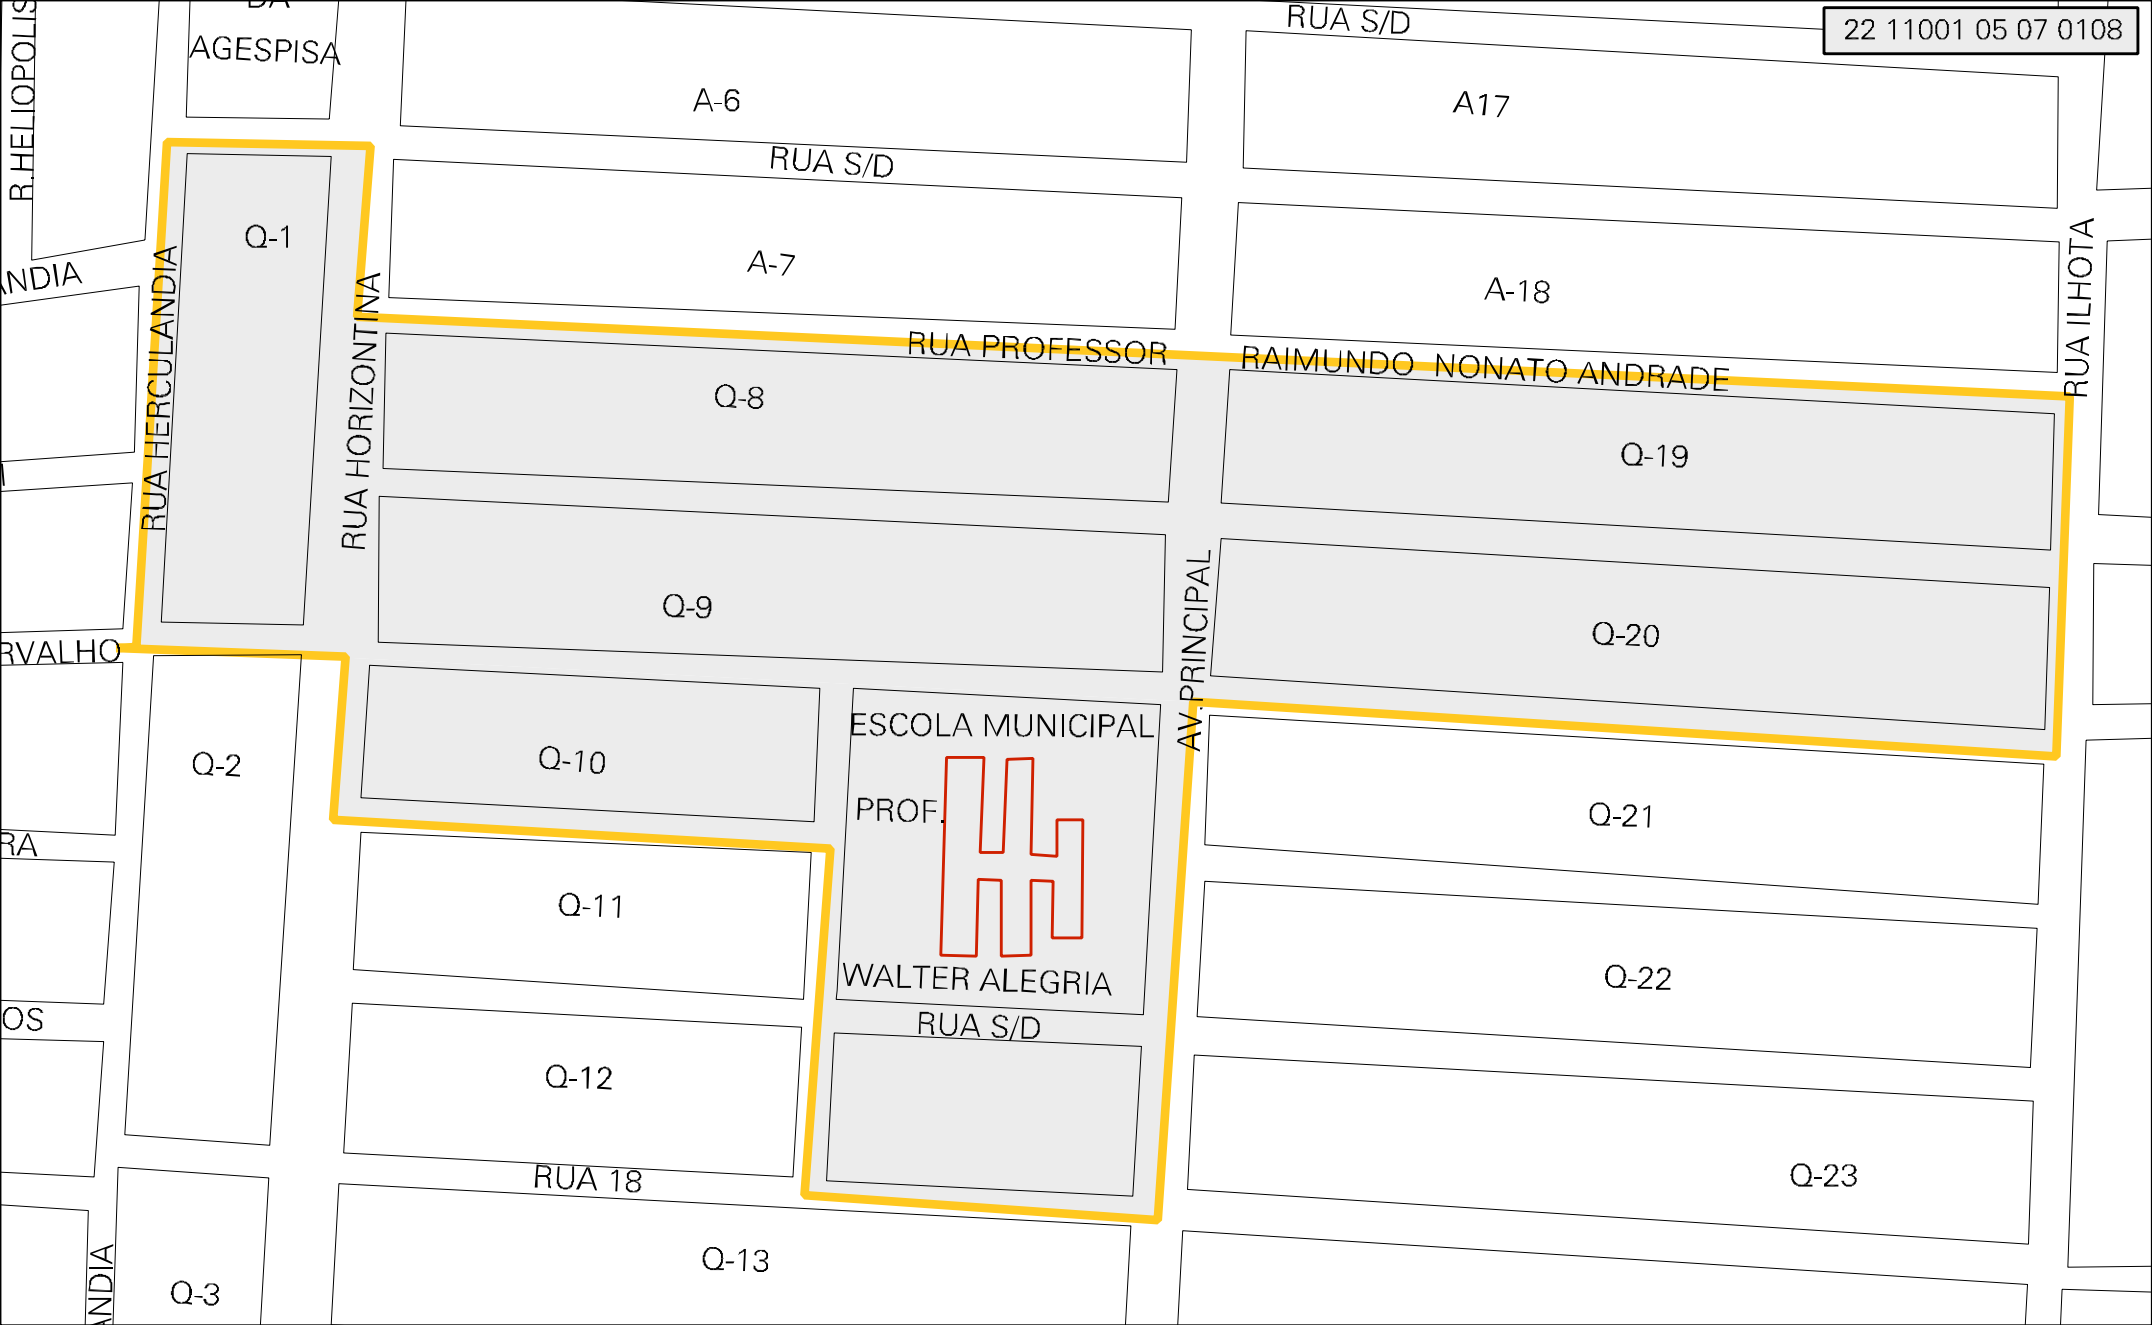 RUA S/D
22 11001 05 07 0108
R.HELIOPOLIS
AGESPISA
A-6
A17
RUA S/D
Q-1
A-7
A-18
RUA ILHOTA
RUA HERCULANDIA
RUA HORIZONTINA
RUA PROFESSOR RAIMUNDO NONATO ANDRADE
Q-8
Q-19
Q-9
Q-20
AV. PRINCIPAL
RVALHO
Q-2
Q-10
ESCOLA MUNICIPAL
PROF.
WALTER ALEGRIA
Q-21
RA
Q-11
Q-22
OS
RUA S/D
Q-12
Q-23
RUA 18
Q-13
Q-3
ANDIA